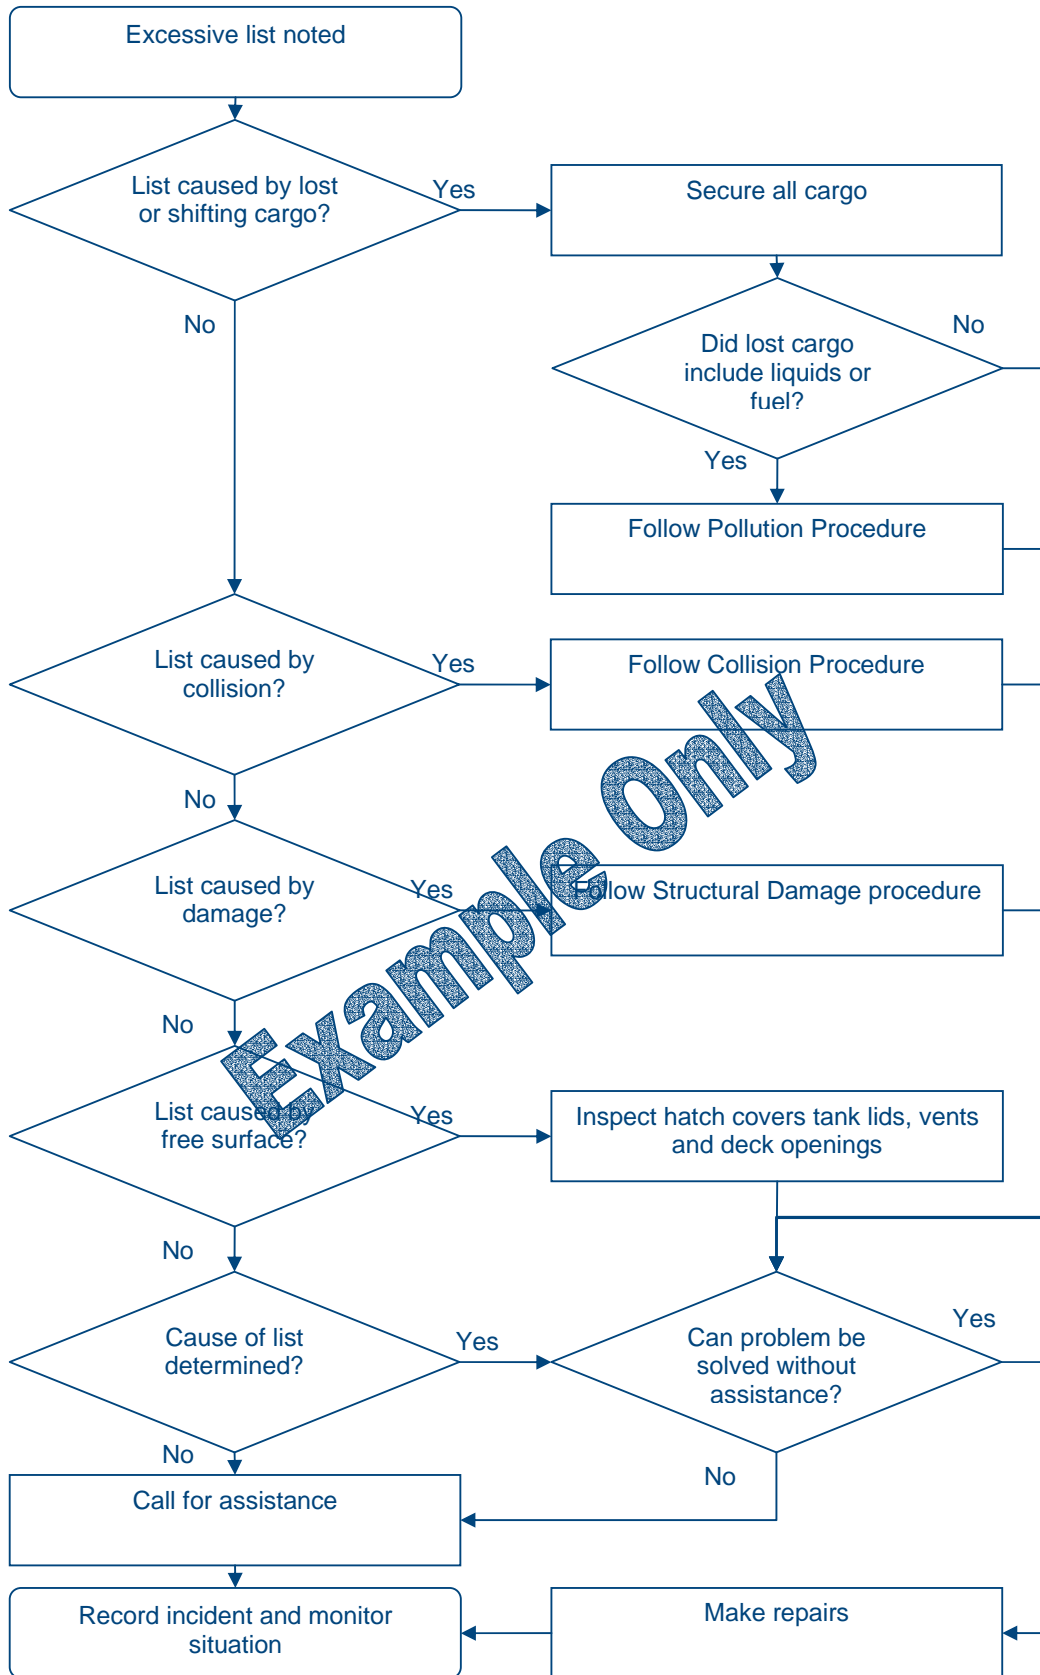 Excessive list noted
List caused by lost
or shifting cargo?
Yes
Secure all cargo
No
Did lost cargo
include liquids or
fuel?
No
Yes
Follow Pollution Procedure
List caused by
collision?
Yes
Follow Collision Procedure
No
List caused by
damage?
Yes
Follow Structural Damage procedure
Example Only
No
List caused by
free surface?
Yes
Inspect hatch covers tank lids, vents
and deck openings
No
Cause of list
determined?
Yes
Can problem be
solved without
assistance?
Yes
No
No
Call for assistance
Record incident and monitor
situation
Make repairs